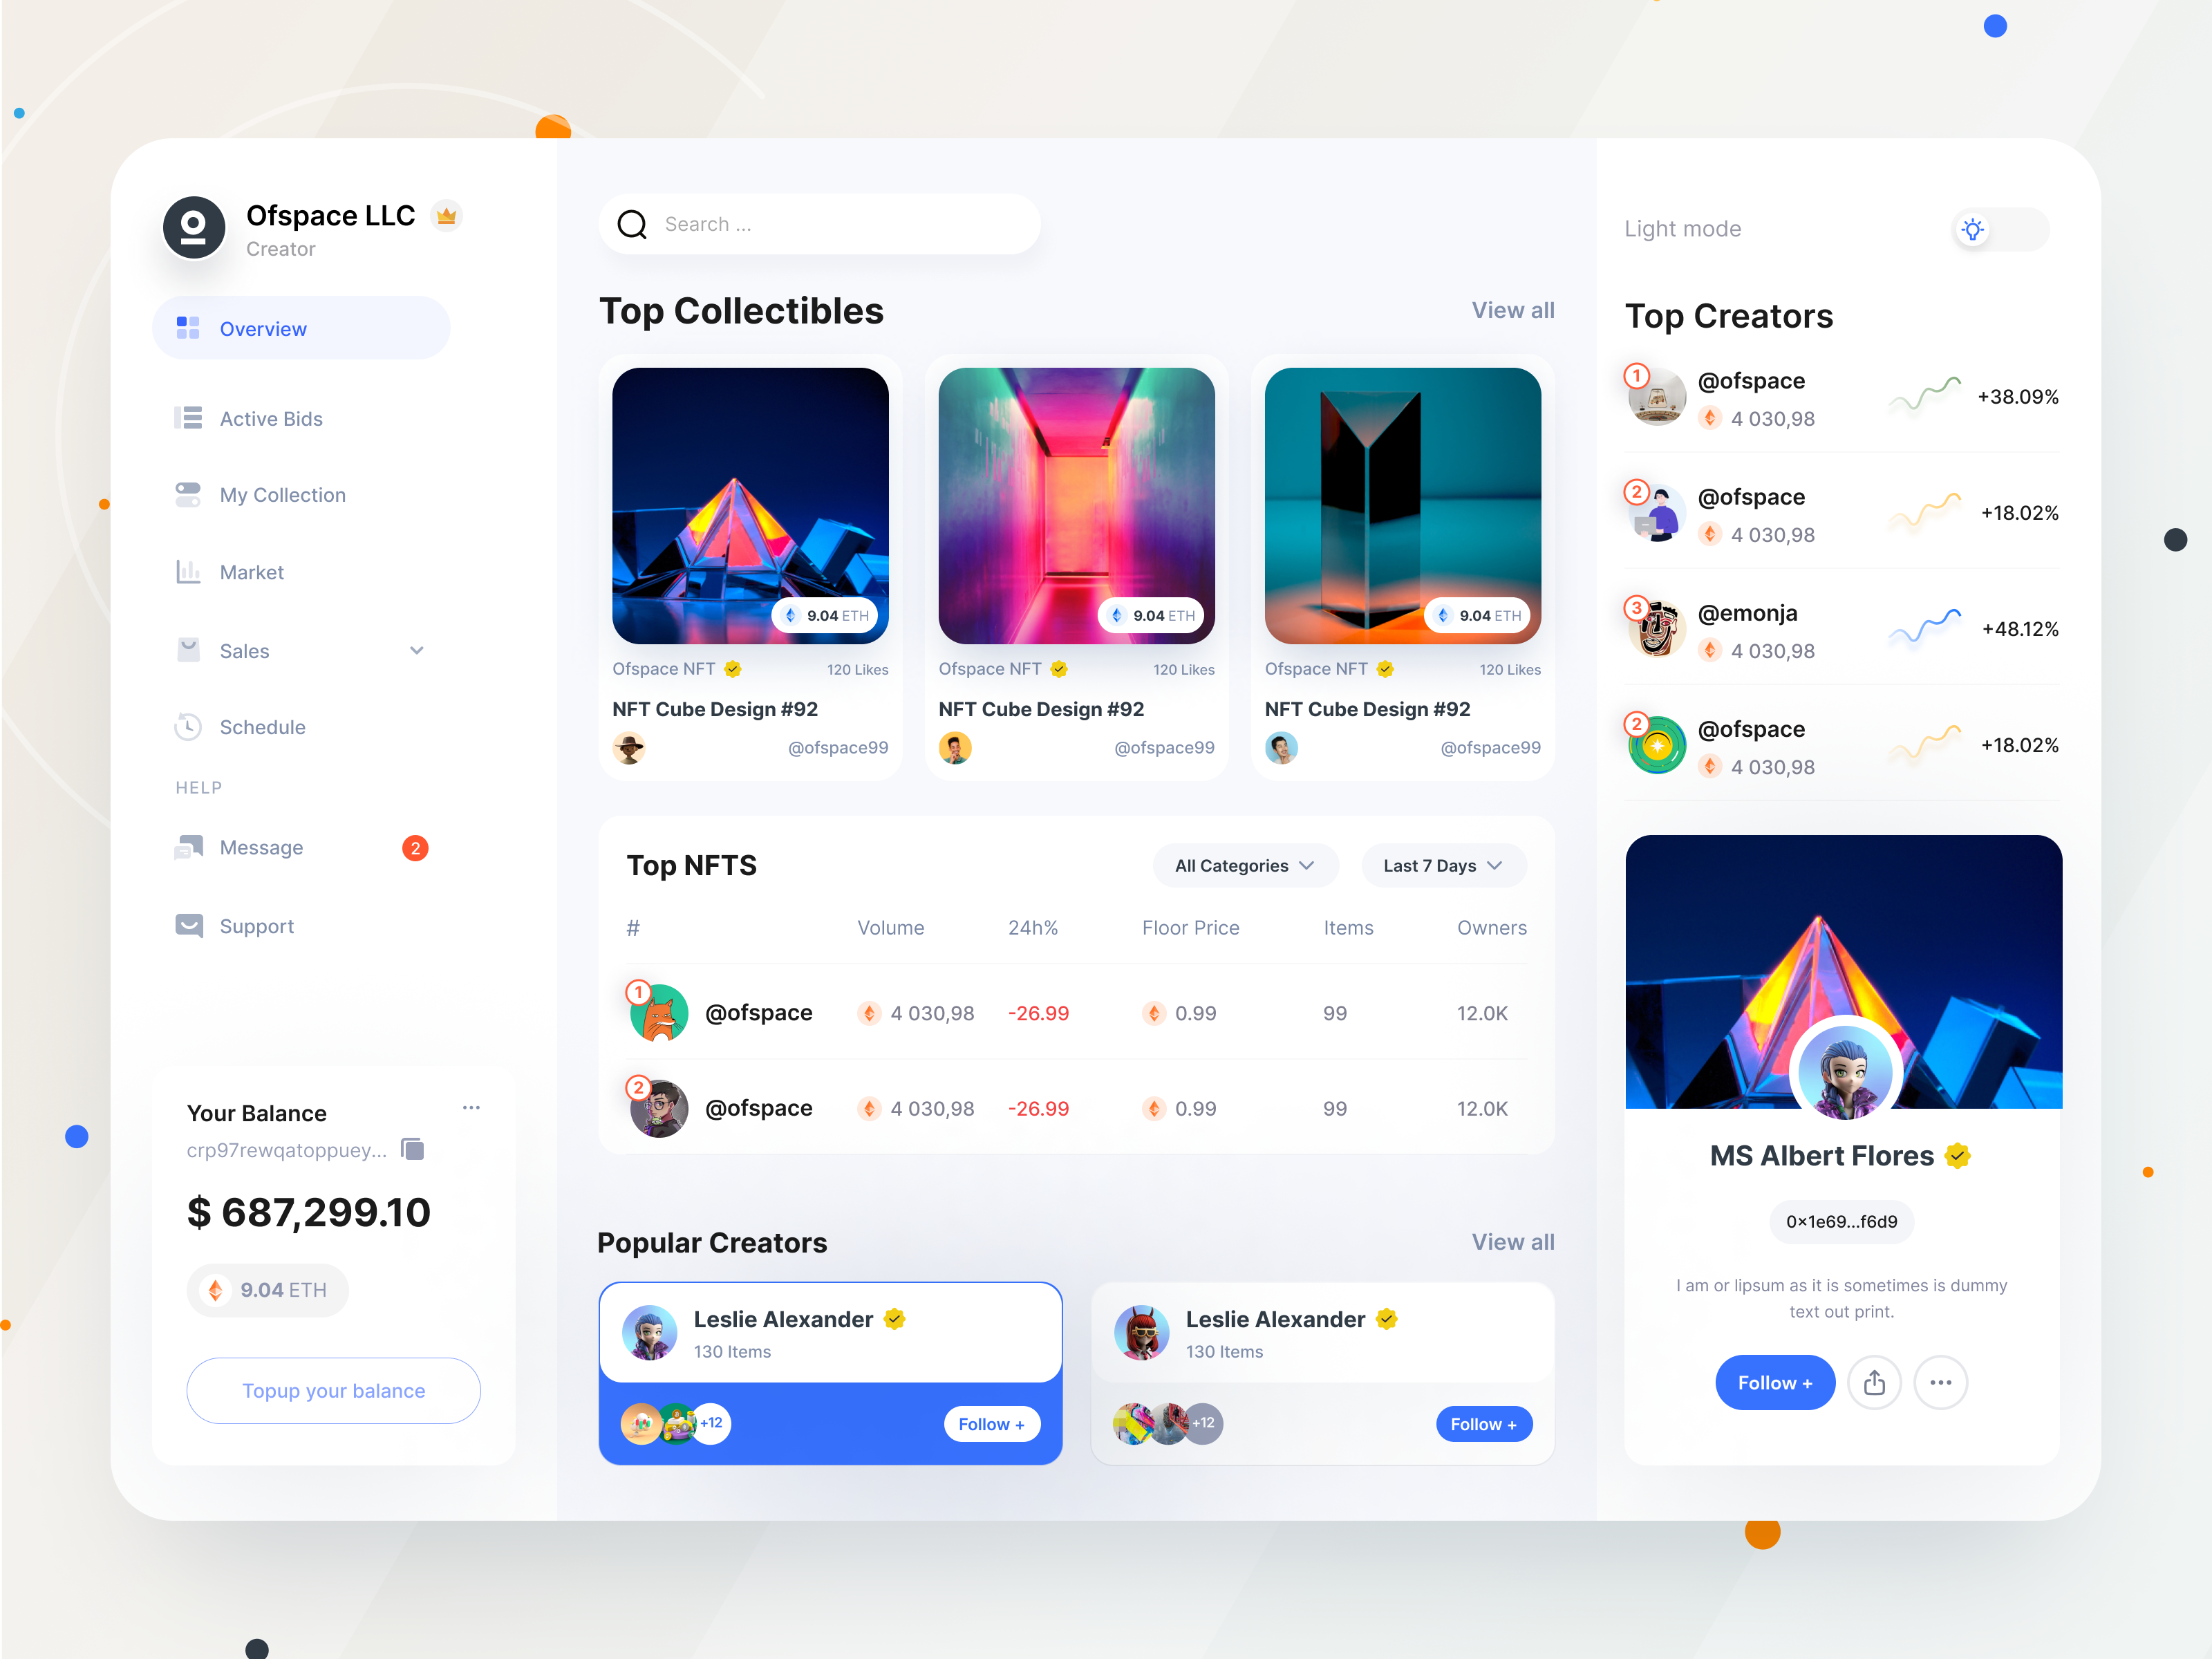 Ofspace LLC
Creator
Overview
Active Bids
My Collection
Market
Sales
Schedule
HELP
Message 2
Support
Your Balance
crp97rewqatoppuey...
$ 687,299.10
9.04 ETH
Topup your balance
Search ...
Top Collectibles View all
9.04 ETH
Ofspace NFT 120 Likes
NFT Cube Design #92
@ofspace99
9.04 ETH
Ofspace NFT 120 Likes
NFT Cube Design #92
@ofspace99
9.04 ETH
Ofspace NFT 120 Likes
NFT Cube Design #92
@ofspace99
Top NFTS All Categories Last 7 Days
# Volume 24h% Floor Price Items Owners
1 @ofspace 4 030,98 -26.99 0.99 99 12.0K
2 @ofspace 4 030,98 -26.99 0.99 99 12.0K
Popular Creators View all
Leslie Alexander
130 Items
+12 Follow +
Leslie Alexander
130 Items
+12 Follow +
Light mode
Top Creators
1 @ofspace
4 030,98 +38.09%
2 @ofspace
4 030,98 +18.02%
3 @emonja
4 030,98 +48.12%
2 @ofspace
4 030,98 +18.02%
MS Albert Flores
0x1e69...f6d9
I am or lipsum as it is sometimes is dummy
text out print.
Follow +